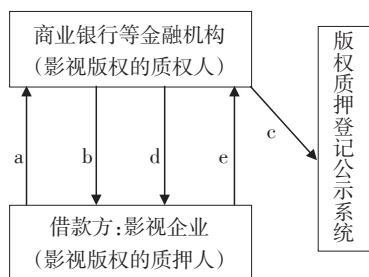 商业银行等金融机构
(影视版权的质权人)
版权质押登记公示系统
a
b
d
e
c
借款方:影视企业
(影视版权的质押人)